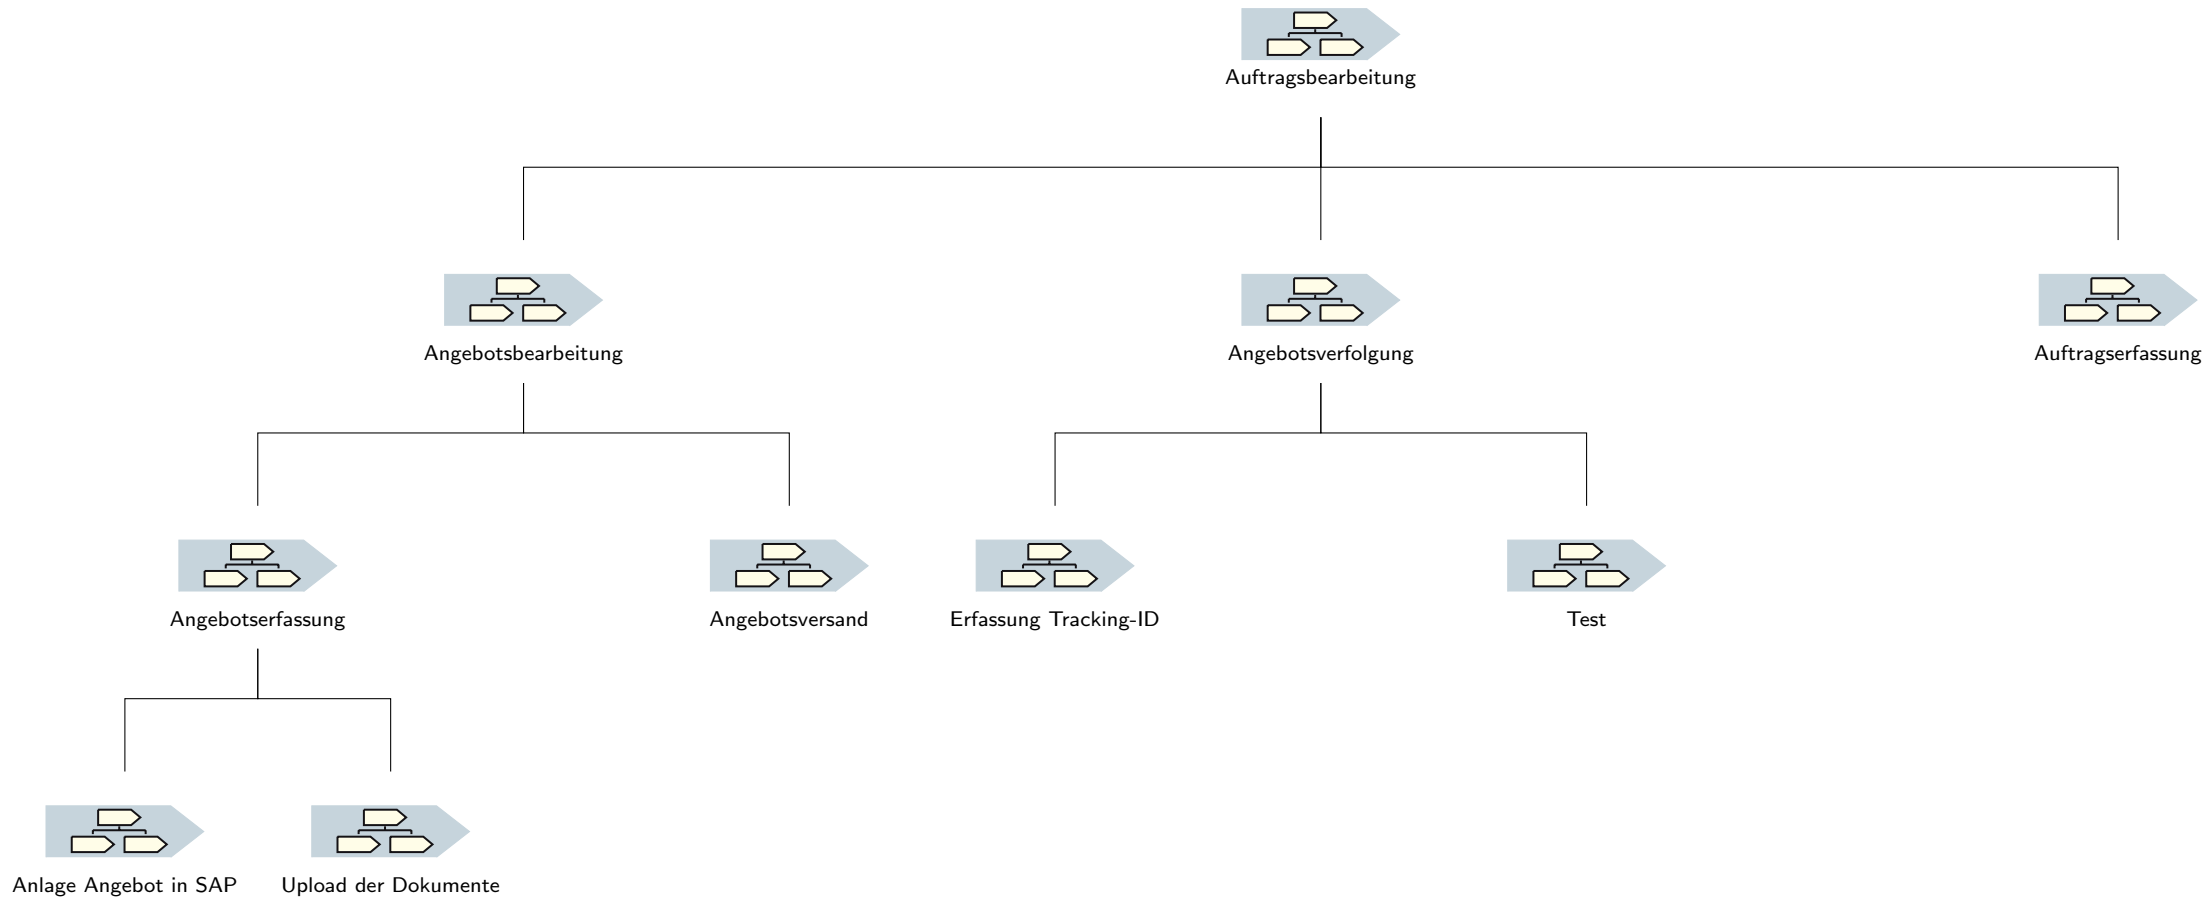 Auftragsbearbeitung
Angebotsbearbeitung
Angebotsverfolgung
Auftragserfassung
Angebotserfassung
Angebotsversand
Erfassung Tracking-ID
Test
Anlage Angebot in SAP
Upload der Dokumente